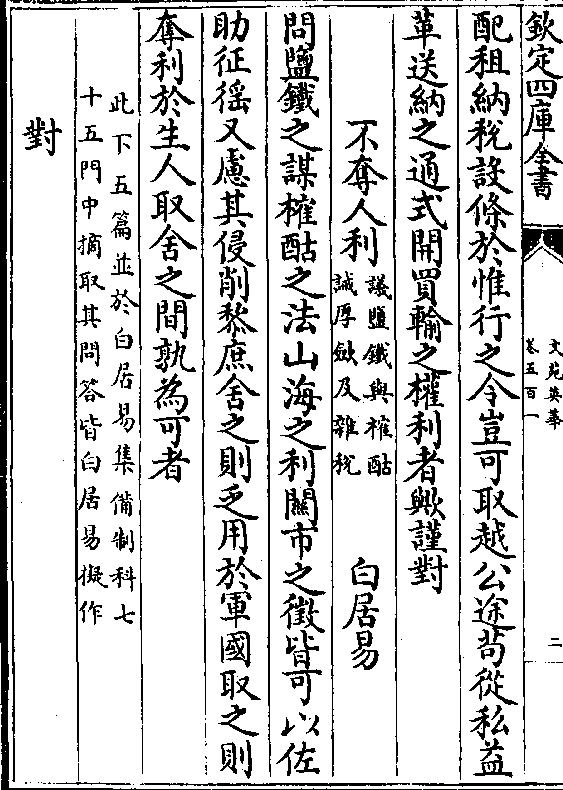 欽定四庫全書
文苑英華
卷五百一
二
配租納稅設條於惟行之令豈可取越公途茍從私益
革送納之通式開買輸之權利者歟謹對
不奪人利
議鹽鐵與榷酤
誡厚斂及雜稅
白居易
問鹽鐵之謀榷酤之法山海之利關市之徵皆可以佐
助征徭又慮其侵削黎庶舍之則乏用於軍國取之則
奪利於生人取舍之間孰為可者
此下五篇並於白居易集備制科七
十五門中摘取其問答皆白居易擬作
對